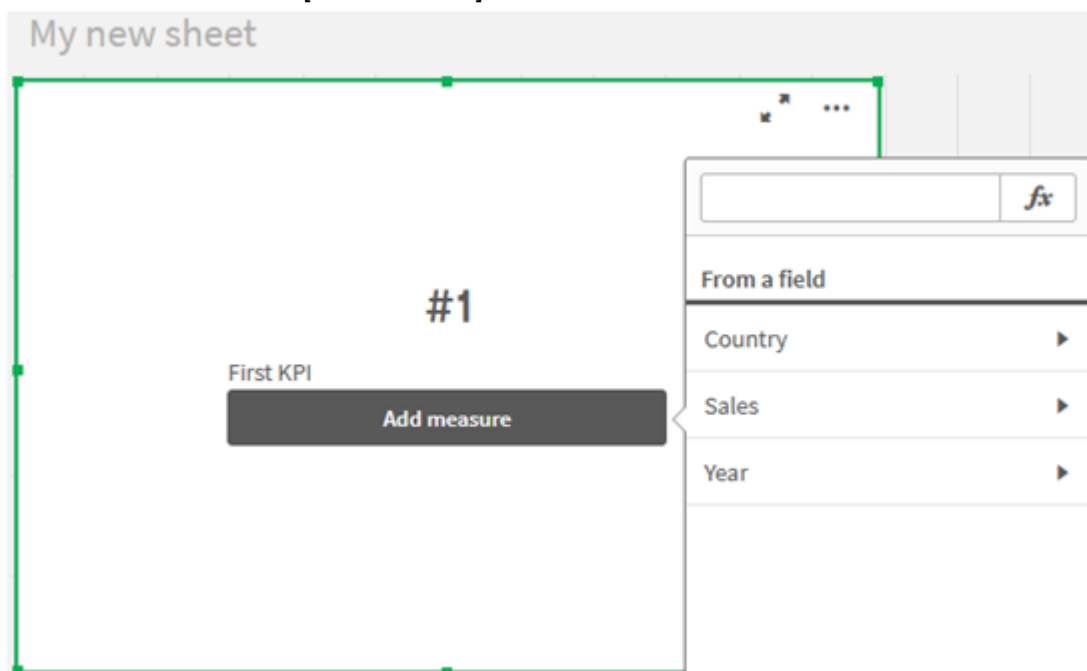 My new sheet
fx
From a field
#1
Country
First KPI
Sales
Add measure
Year